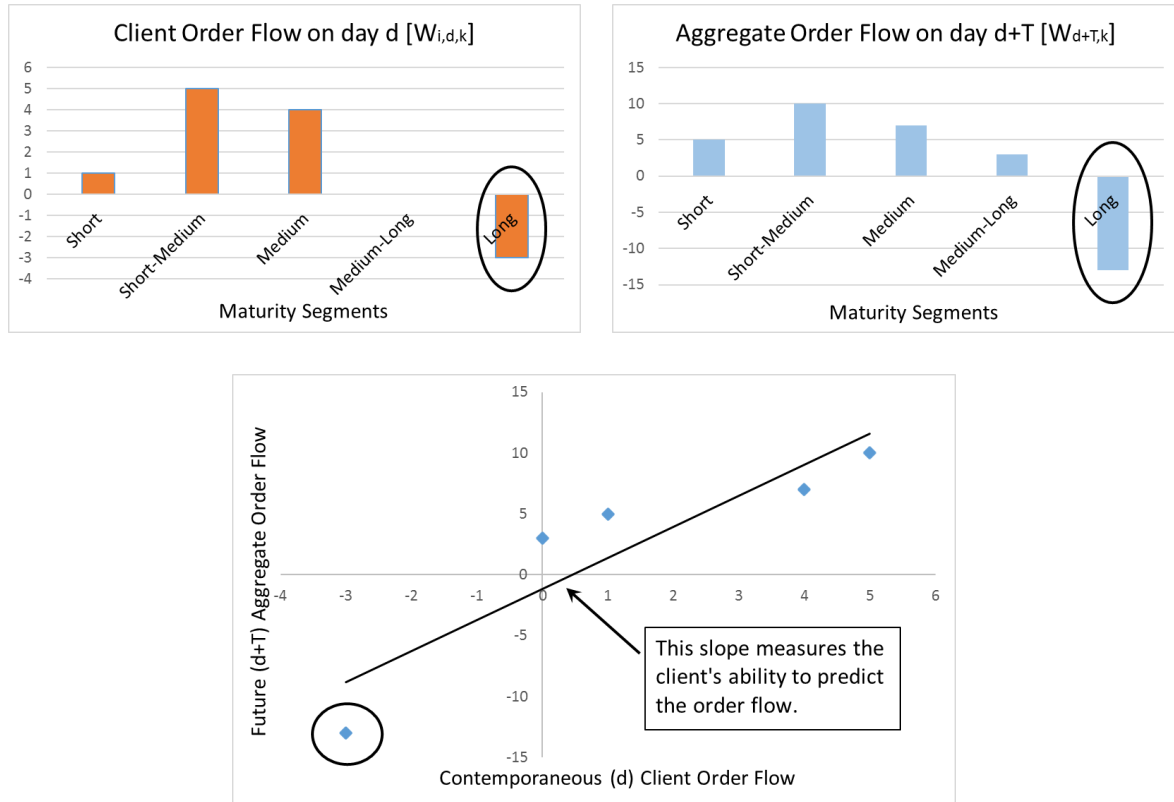 Client Order Flow on day d [Wi,d,k]
6
5
4
3
2
1
0
-1
-2
-3
-4
Short
Short-Medium
Medium
Medium-Long
Long
Maturity Segments
Aggregate Order Flow on day d+T [Wd+T,k]
15
10
5
0
-5
-10
-15
Short
Short-Medium
Medium
Medium-Long
Long
Maturity Segments
Future (d+T) Aggregate Order Flow
15
10
5
0
-5
-10
-15
-4
-3
-2
-1
0
1
2
3
4
5
6
This slope measures the
client's ability to predict
the order flow.
Contemporaneous (d) Client Order Flow